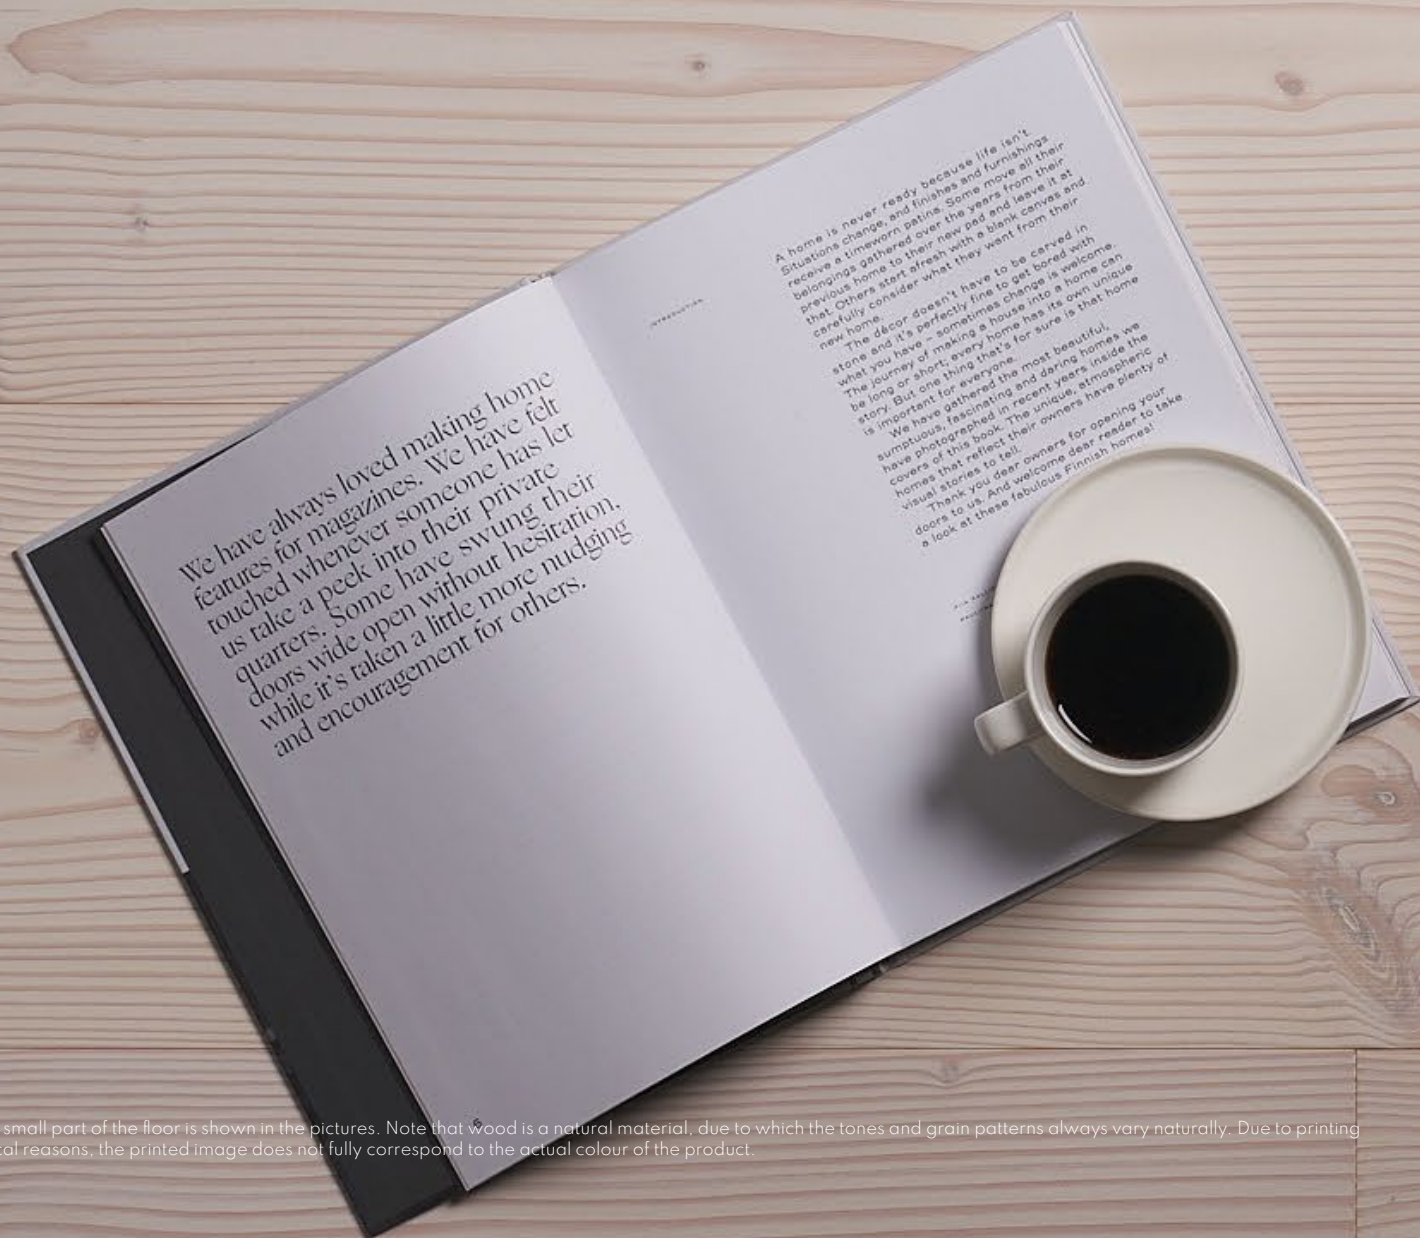 We have always loved making home
features for magazines. We have felt
touched whenever someone has let
us take a peek into their private
quarters. Some have swung their
doors wide open without hesitation,
while it's taken a little more nudging
and encouragement for others.
INTRODUCTION
A home is never ready because life isn't.
Situations change, and finishes and furnishings
receive a timeworn patina. Some move all their
belongings gathered over the years from their
previous home to their new pad and leave it at
that. Others start afresh with a blank canvas and
carefully consider what they want from their
new home.
The décor doesn't have to be carved in
stone and it's perfectly fine to get bored with
what you have – sometimes change is welcome.
The journey of making a house into a home can
be long or short; every home has its own unique
story. But one thing that's for sure is that home
is important for everyone.
We have gathered the most beautiful,
sumptuous, fascinating and daring homes we
have photographed in recent years inside the
covers of this book. The unique, atmospheric
homes that reflect their owners have plenty of
visual stories to tell.
Thank you dear owners for opening your
doors to us. And welcome dear reader to take
a look at these fabulous Finnish homes!
small part of the floor is shown in the pictures. Note that wood is a natural material, due to which the tones and grain patterns always vary naturally. Due to printing
reasons, the printed image does not fully correspond to the actual colour of the product.